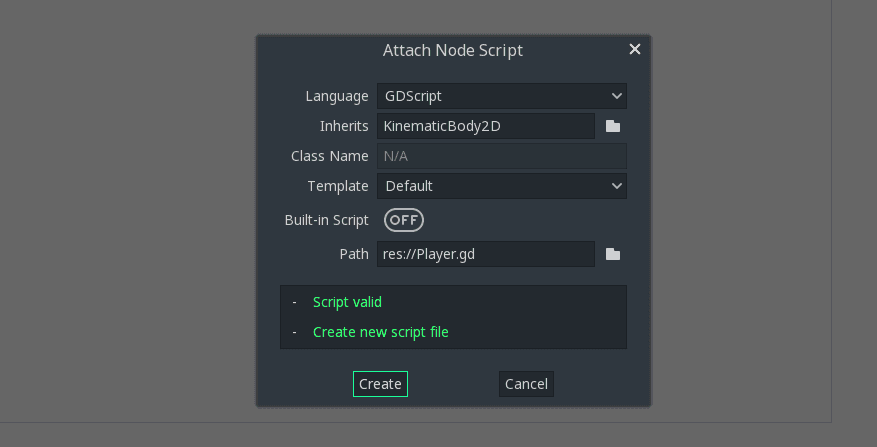 Attach Node Script
Language GDScript
Inherits KinematicBody2D
Class Name N/A
Template Default
Built-in Script OFF
Path res://Player.gd
- Script valid
- Create new script file
Create Cancel